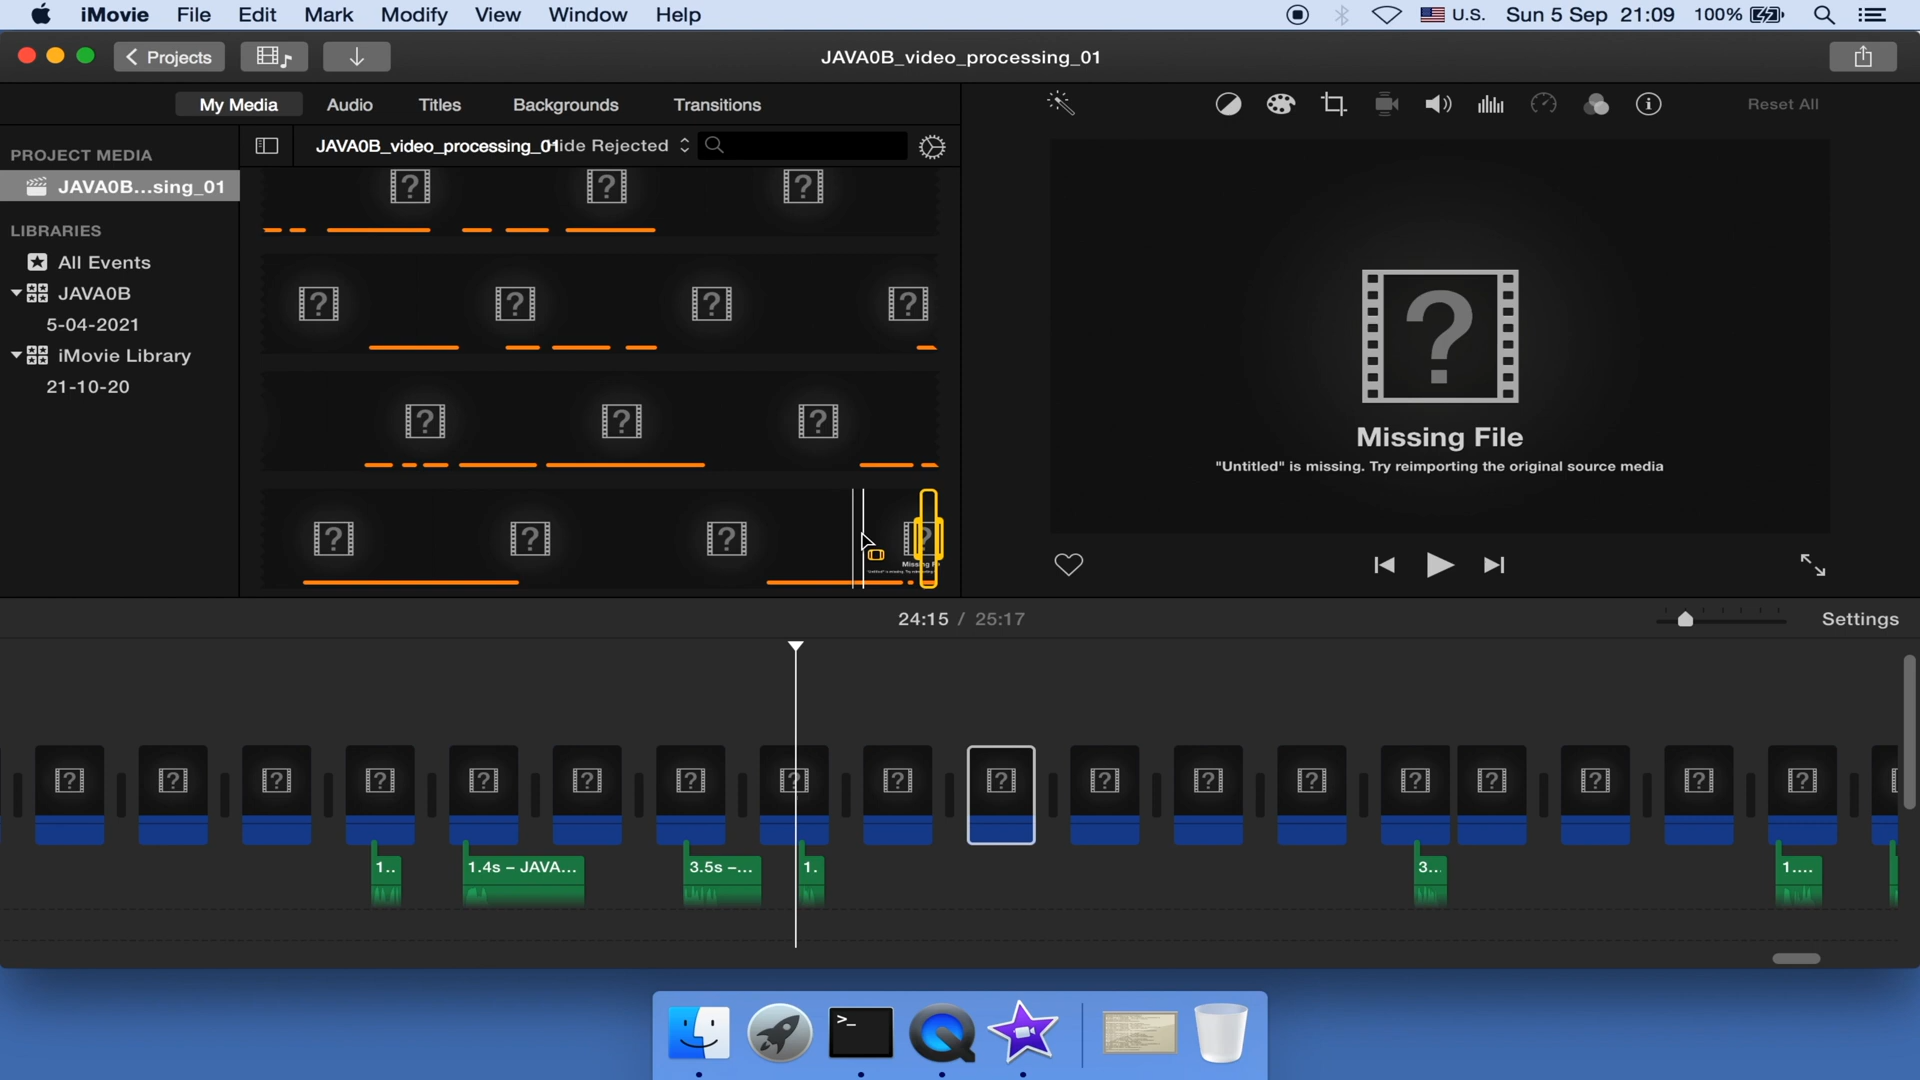 iMovie File Edit Mark Modify View Window Help U.S. Sun 5 Sep 21:09 100%
Projects JAVA0B_video_processing_01
My Media Audio Titles Backgrounds Transitions Reset All
PROJECT MEDIA
JAVA0B_video_processing_01 Hide Rejected
JAVA0B...sing_01
LIBRARIES
All Events
JAVA0B
5-04-2021
iMovie Library
21-10-20
Missing File
"Untitled" is missing. Try reimporting the original source media
24:15 / 25:17 Settings
1.. 1.4s – JAVA... 3.5s –... 1. 3... 1....
>_